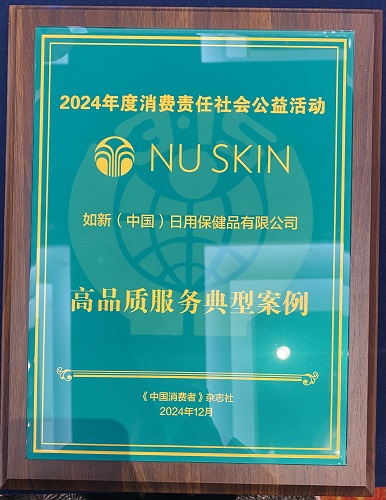 2024年度消费责任社会公益活动
NU SKIN
如新（中国）日用保健品有限公司
高品质服务典型案例
《中国消费者》杂志社
2024年12月